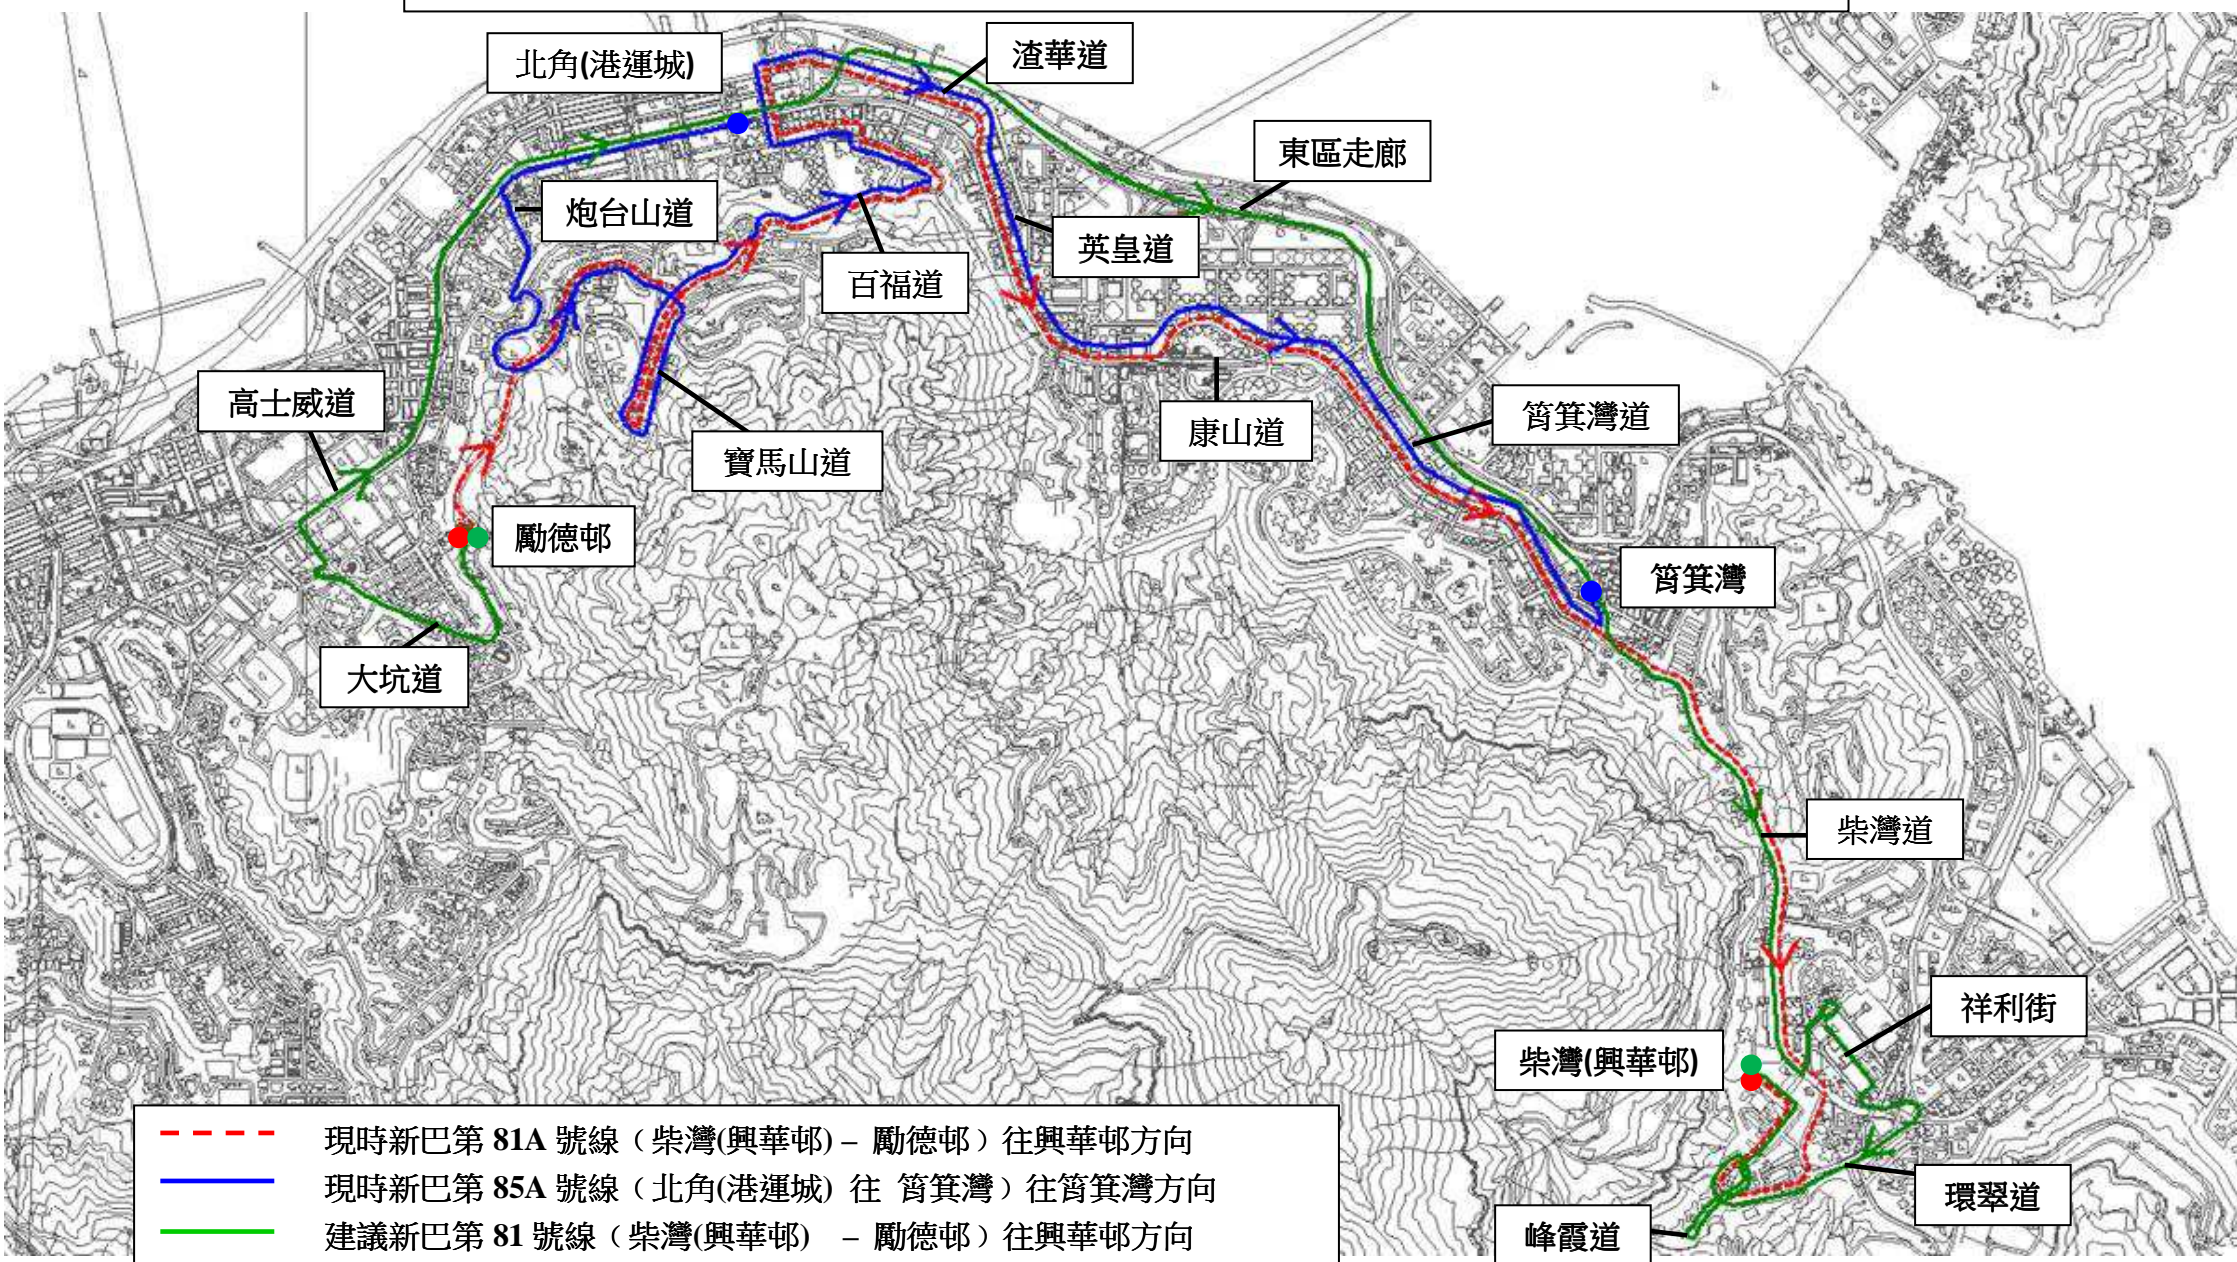 北角(港運城)
渣華道
東區走廊
炮台山道
英皇道
百福道
高士威道
筲箕灣道
康山道
寶馬山道
勵德邨
筲箕灣
大坑道
柴灣道
祥利街
柴灣(興華邨)
環翠道
峰霞道
現時新巴第 81A 號線（柴灣(興華邨) – 勵德邨）往興華邨方向
現時新巴第 85A 號線（北角(港運城) 往 筲箕灣）往筲箕灣方向
建議新巴第 81 號線（柴灣(興華邨) – 勵德邨）往興華邨方向